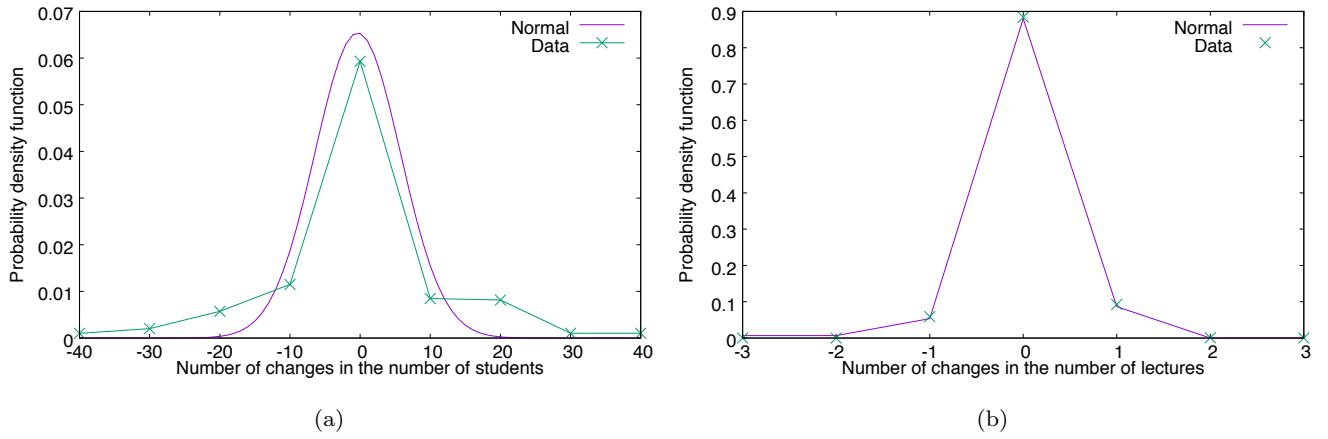 Normal
Data
Probability density function
0.07
0.06
0.05
0.04
0.03
0.02
0.01
0
-40 -30 -20 -10 0 10 20 30 40
Number of changes in the number of students
(a)
Normal
Data
Probability density function
0.9
0.8
0.7
0.6
0.5
0.4
0.3
0.2
0.1
0
-3 -2 -1 0 1 2 3
Number of changes in the number of lectures
(b)